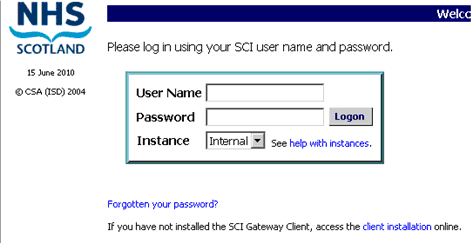 NHS
SCOTLAND
15 June 2010
© CSA (ISD) 2004
Welco
Please log in using your SCI user name and password.
User Name
Password Logon
Instance Internal See help with instances.
Forgotten your password?
If you have not installed the SCI Gateway Client, access the client installation online.